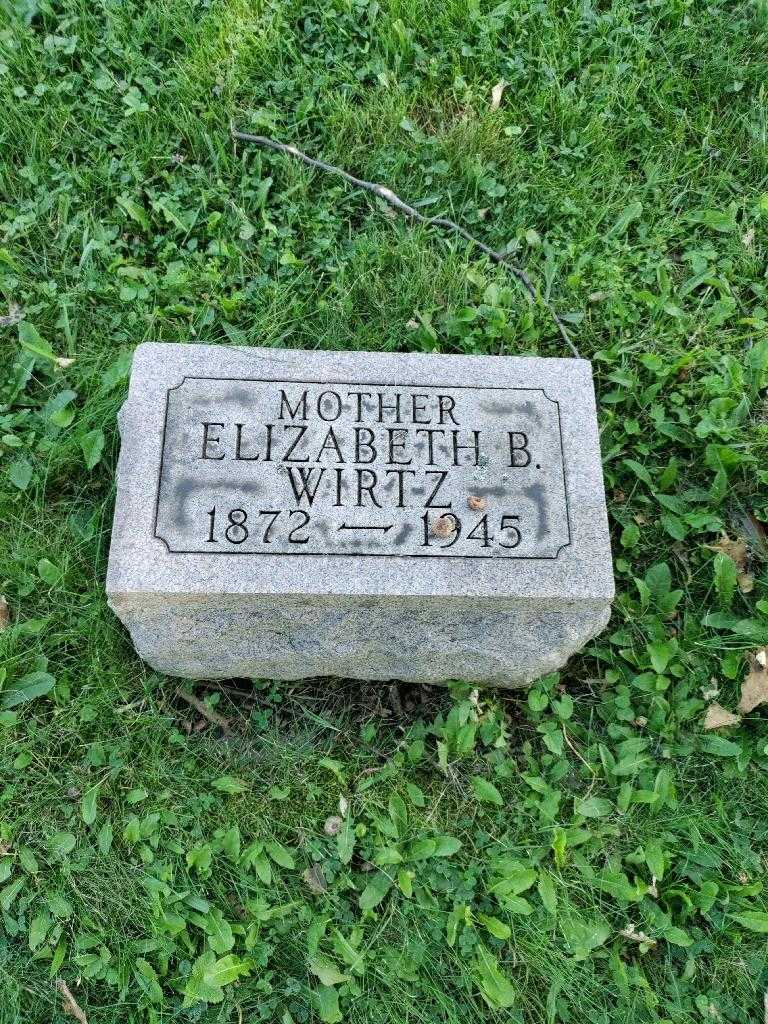 MOTHER
ELIZABETH B.
WIRTZ
1872 — 1945